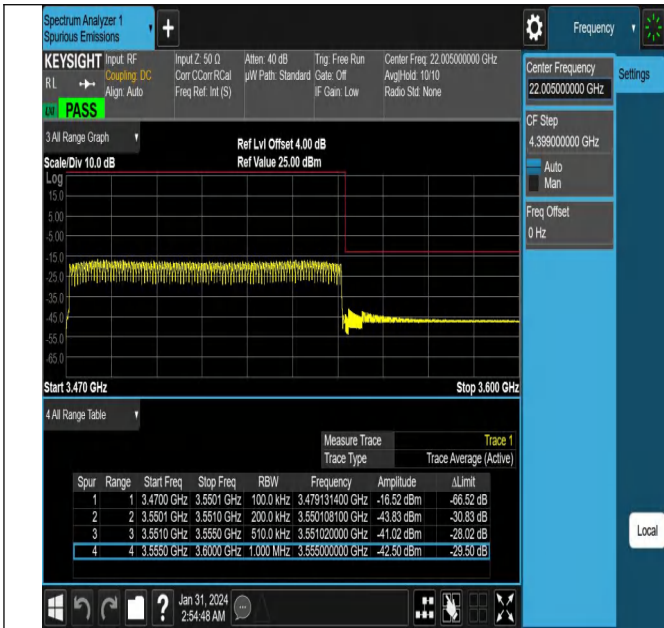 Spectrum Analyzer 1
Spurious Emissions
Frequency
KEYSIGHT Input: RF Input Z: 50 Ω Atten: 40 dB Trig: Free Run Center Freq: 22.005000000 GHz
RL Coupling: DC Corr CCorr RCal µW Path: Standard Gate: Off Avg|Hold: 10/10
Align: Auto Freq Ref: Int (S) IF Gain: Low Radio Std: None
PASS
Center Frequency
22.005000000 GHz
Settings
CF Step
4.399000000 GHz
Auto
Man
Freq Offset
0 Hz
3 All Range Graph
Ref Lvl Offset 4.00 dB
Scale/Div 10.0 dB Ref Value 25.00 dBm
Log
15.0
5.00
-5.00
-15.0
-25.0
-35.0
-45.0
-55.0
-65.0
Start 3.470 GHz Stop 3.600 GHz
4 All Range Table
Measure Trace Trace 1
Trace Type Trace Average (Active)
Spur Range Start Freq Stop Freq RBW Frequency Amplitude ΔLimit
1 1 3.4700 GHz 3.5501 GHz 100.0 kHz 3.479131400 GHz -16.52 dBm -66.52 dB
2 2 3.5501 GHz 3.5510 GHz 200.0 kHz 3.550108100 GHz -43.83 dBm -30.83 dB
3 3 3.5510 GHz 3.5550 GHz 510.0 kHz 3.551020000 GHz -41.02 dBm -28.02 dB
4 4 3.5550 GHz 3.6000 GHz 1.000 MHz 3.555000000 GHz -42.50 dBm -29.50 dB
Local
Jan 31, 2024
2:54:48 AM